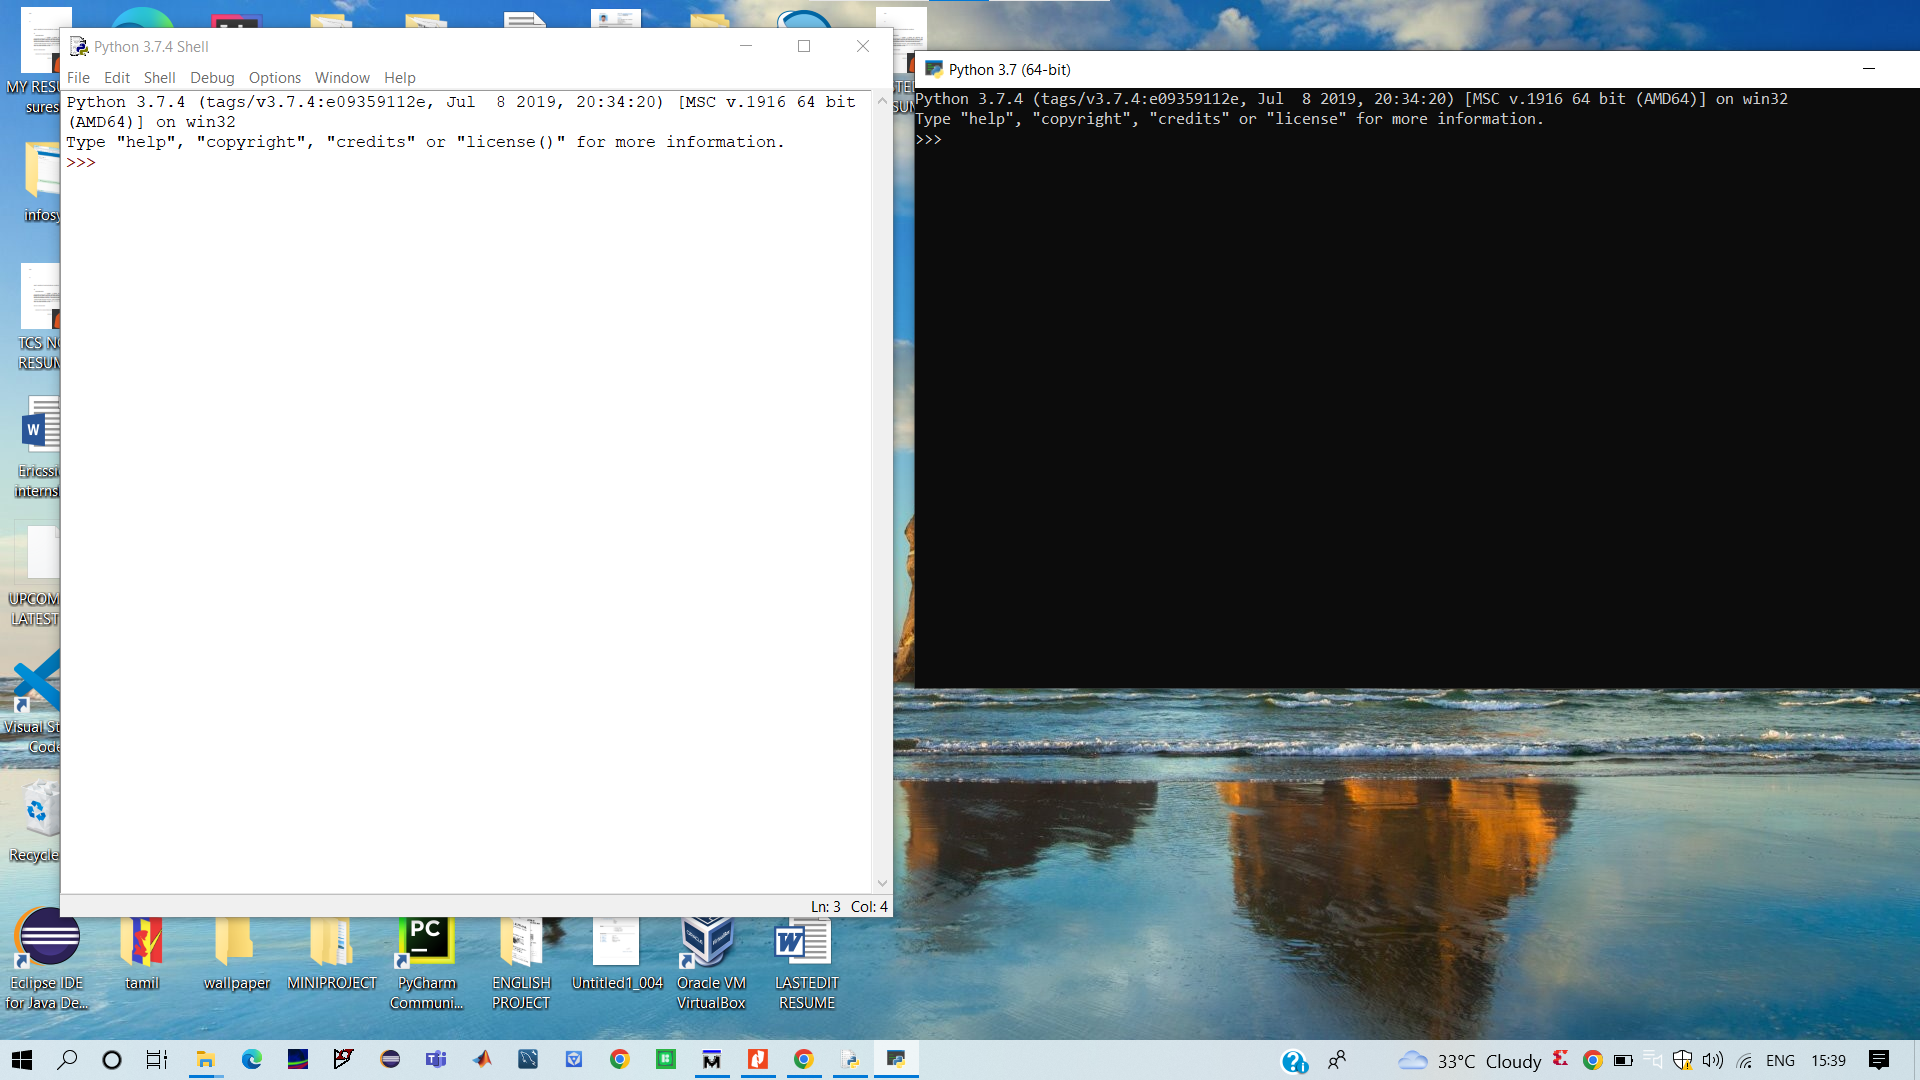 Python 3.7.4 Shell
File Edit Shell Debug Options Window Help
Python 3.7.4 (tags/v3.7.4:e09359112e, Jul  8 2019, 20:34:20) [MSC v.1916 64 bit
(AMD64)] on win32
Type "help", "copyright", "credits" or "license()" for more information.
>>>
Ln: 3 Col: 4
Python 3.7 (64-bit)
Python 3.7.4 (tags/v3.7.4:e09359112e, Jul  8 2019, 20:34:20) [MSC v.1916 64 bit (AMD64)] on win32
Type "help", "copyright", "credits" or "license" for more information.
>>>
MY RESU
sures
infosy
TCS N
RESUM
W
Ericssi
interns
UPCOM
LATEST
Visual St
Code
Recycle
Eclipse IDE
for Java De...
tamil
wallpaper
MINIPROJECT
PC
PyCharm
Communi...
ENGLISH
PROJECT
Untitled1_004
Oracle VM
VirtualBox
W
LASTEDIT
RESUME
33°C Cloudy
ENG
15:39